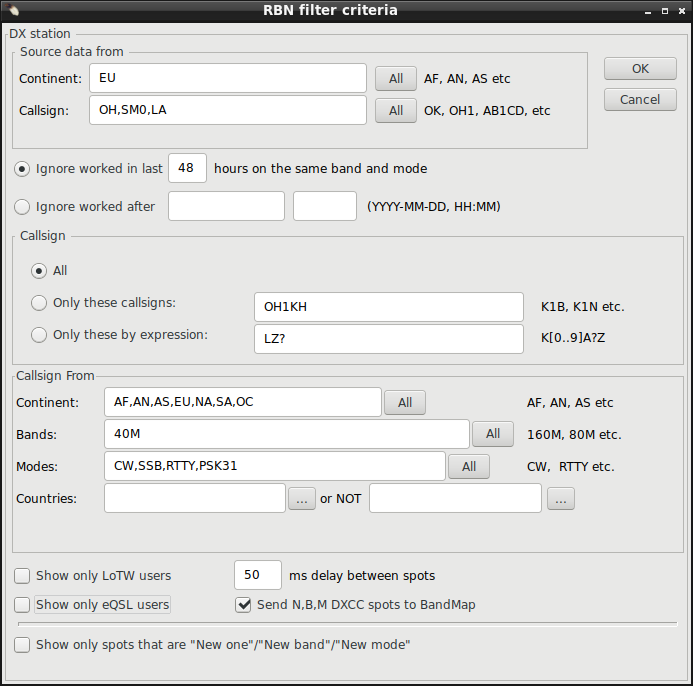 RBN filter criteria
DX station
Source data from
Continent: EU All AF, AN, AS etc
OK
Callsign: OH,SM0,LA All OK, OH1, AB1CD, etc
Cancel
Ignore worked in last 48 hours on the same band and mode
Ignore worked after (YYYY-MM-DD, HH:MM)
Callsign
All
Only these callsigns: OH1KH K1B, K1N etc.
Only these by expression: LZ? K[0..9]A?Z
Callsign From
Continent: AF,AN,AS,EU,NA,SA,OC All AF, AN, AS etc
Bands: 40M All 160M, 80M etc.
Modes: CW,SSB,RTTY,PSK31 All CW, RTTY etc.
Countries: ... or NOT ...
Show only LoTW users 50 ms delay between spots
Show only eQSL users Send N,B,M DXCC spots to BandMap
Show only spots that are "New one"/"New band"/"New mode"